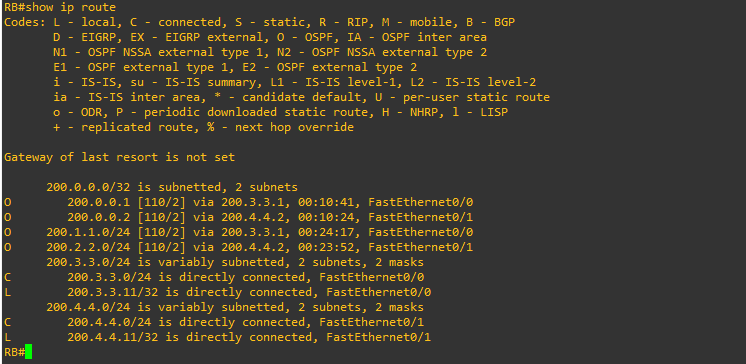 RB#show ip route
Codes: L - local, C - connected, S - static, R - RIP, M - mobile, B - BGP
       D - EIGRP, EX - EIGRP external, O - OSPF, IA - OSPF inter area
       N1 - OSPF NSSA external type 1, N2 - OSPF NSSA external type 2
       E1 - OSPF external type 1, E2 - OSPF external type 2
       i - IS-IS, su - IS-IS summary, L1 - IS-IS level-1, L2 - IS-IS level-2
       ia - IS-IS inter area, * - candidate default, U - per-user static route
       o - ODR, P - periodic downloaded static route, H - NHRP, l - LISP
       + - replicated route, % - next hop override
Gateway of last resort is not set
      200.0.0.0/32 is subnetted, 2 subnets
O        200.0.0.1 [110/2] via 200.3.3.1, 00:10:41, FastEthernet0/0
O        200.0.0.2 [110/2] via 200.4.4.2, 00:10:24, FastEthernet0/1
O     200.1.1.0/24 [110/2] via 200.3.3.1, 00:24:17, FastEthernet0/0
O     200.2.2.0/24 [110/2] via 200.4.4.2, 00:23:52, FastEthernet0/1
      200.3.3.0/24 is variably subnetted, 2 subnets, 2 masks
C        200.3.3.0/24 is directly connected, FastEthernet0/0
L        200.3.3.11/32 is directly connected, FastEthernet0/0
      200.4.4.0/24 is variably subnetted, 2 subnets, 2 masks
C        200.4.4.0/24 is directly connected, FastEthernet0/1
L        200.4.4.11/32 is directly connected, FastEthernet0/1
RB#